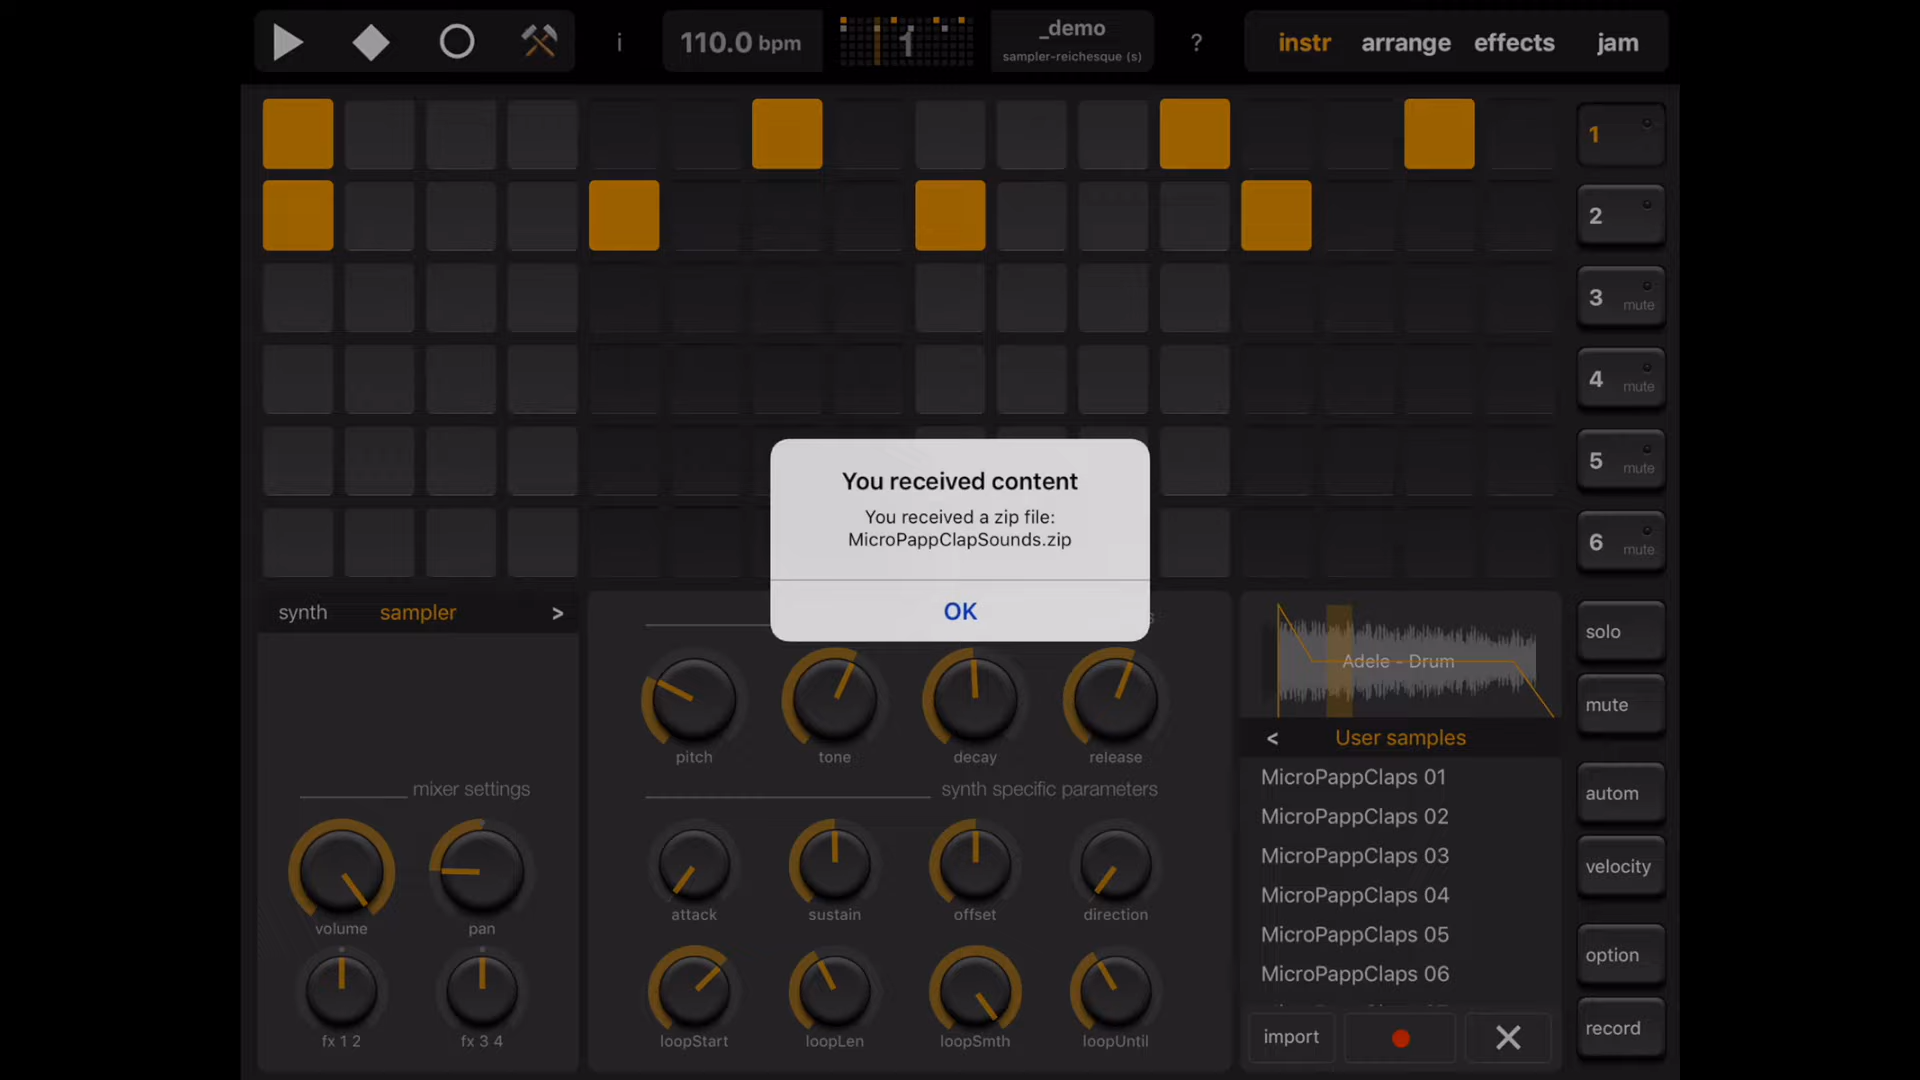 i
110.0 bpm
1
_demo
sampler-reichesque (s)
?
instr
arrange
effects
jam
1
2
3 mute
4 mute
5 mute
6 mute
You received content
You received a zip file:
MicroPappClapSounds.zip
OK
synth
sampler
>
pitch
tone
decay
release
mixer settings
synth specific parameters
volume
pan
attack
sustain
offset
direction
fx 1 2
fx 3 4
loopStart
loopLen
loopSmth
loopUntil
Adele - Drum
<
User samples
MicroPappClaps 01
MicroPappClaps 02
MicroPappClaps 03
MicroPappClaps 04
MicroPappClaps 05
MicroPappClaps 06
import
solo
mute
autom
velocity
option
record